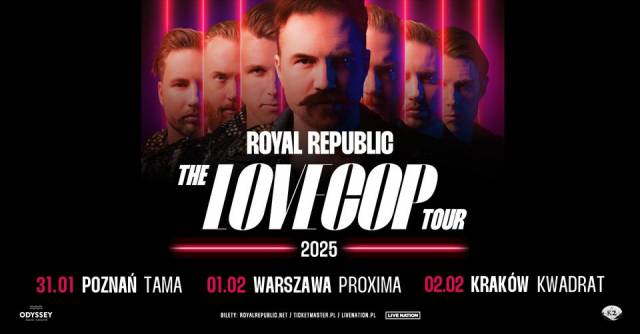 ROYAL REPUBLIC
THE LOVECOP TOUR
2025
31.01 POZNAŃ TAMA 01.02 WARSZAWA PROXIMA 02.02 KRAKÓW KWADRAT
ODYSSEY
BILETY: ROYALREPUBLIC.NET / TICKETMASTER.PL / LIVENATION.PL LIVE NATION
K2